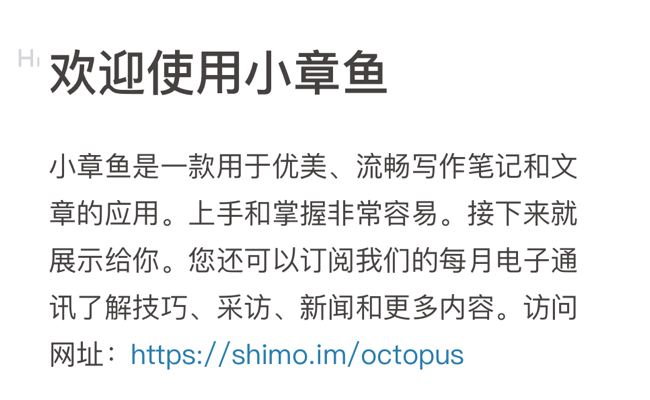 H₁
欢迎使用小章鱼
小章鱼是一款用于优美、流畅写作笔记和文
章的应用。上手和掌握非常容易。接下来就
展示给你。您还可以订阅我们的每月电子通
讯了解技巧、采访、新闻和更多内容。访问
网址：https://shimo.im/octopus